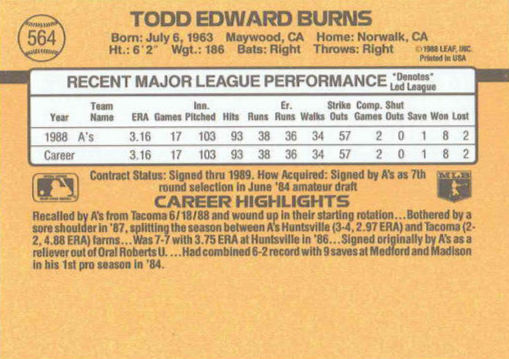 564
TODD EDWARD BURNS
Born: July 6, 1963 Maywood, CA Home: Norwalk, CA
Ht.: 6'2" Wgt.: 186 Bats: Right Throws: Right
©1988 LEAF, INC.
Printed in USA
RECENT MAJOR LEAGUE PERFORMANCE *Denotes*
Led League
Year Team Name ERA Games Inn. Pitched Hits Runs Er. Runs Walks Strike Outs Comp. Games Shut Outs Save Won Lost
1988 A's 3.16 17 103 93 38 36 34 57 2 0 1 8 2
Career 3.16 17 103 93 38 36 34 57 2 0 1 8 2
Contract Status: Signed thru 1989. How Acquired: Signed by A's as 7th
round selection in June '84 amateur draft
MLB
CAREER HIGHLIGHTS
Recalled by A's from Tacoma 6/18/88 and wound up in their starting rotation...Bothered by a
sore shoulder in '87, splitting the season between A's Huntsville (3-4, 2.97 ERA) and Tacoma (2-
2, 4.88 ERA) farms...Was 7-7 with 3.75 ERA at Huntsville in '86...Signed originally by A's as a
reliever out of Oral Roberts U. ...Had combined 6-2 record with 9 saves at Medford and Madison
in his 1st pro season in '84.